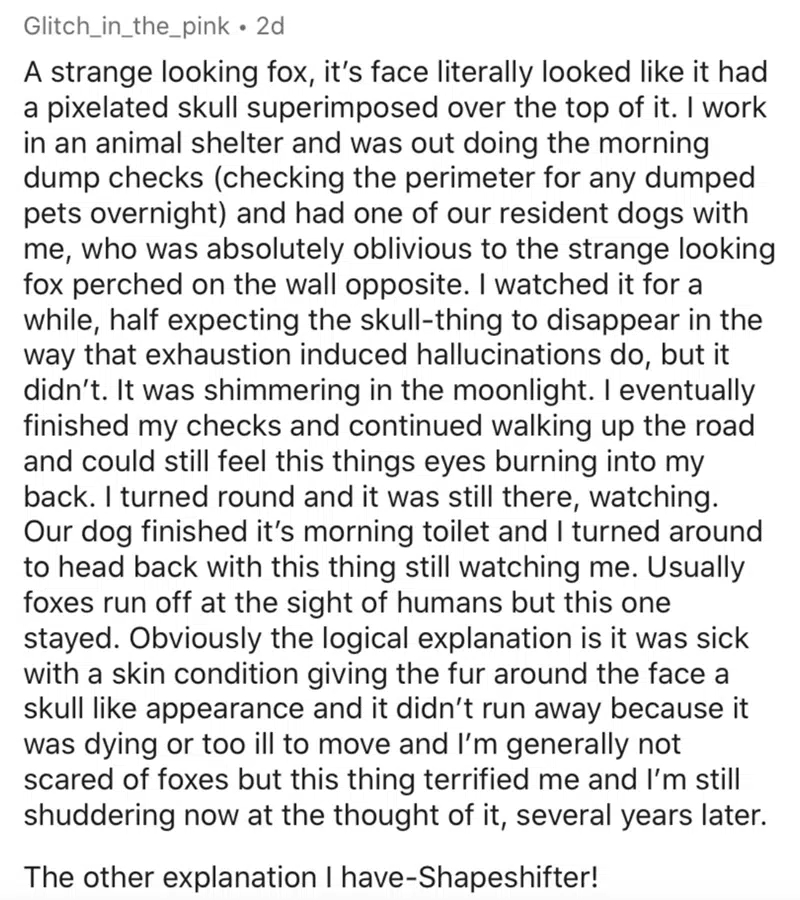 Glitch_in_the_pink • 2d
A strange looking fox, it's face literally looked like it had
a pixelated skull superimposed over the top of it. I work
in an animal shelter and was out doing the morning
dump checks (checking the perimeter for any dumped
pets overnight) and had one of our resident dogs with
me, who was absolutely oblivious to the strange looking
fox perched on the wall opposite. I watched it for a
while, half expecting the skull-thing to disappear in the
way that exhaustion induced hallucinations do, but it
didn't. It was shimmering in the moonlight. I eventually
finished my checks and continued walking up the road
and could still feel this things eyes burning into my
back. I turned round and it was still there, watching.
Our dog finished it's morning toilet and I turned around
to head back with this thing still watching me. Usually
foxes run off at the sight of humans but this one
stayed. Obviously the logical explanation is it was sick
with a skin condition giving the fur around the face a
skull like appearance and it didn't run away because it
was dying or too ill to move and I'm generally not
scared of foxes but this thing terrified me and I'm still
shuddering now at the thought of it, several years later.
The other explanation I have-Shapeshifter!